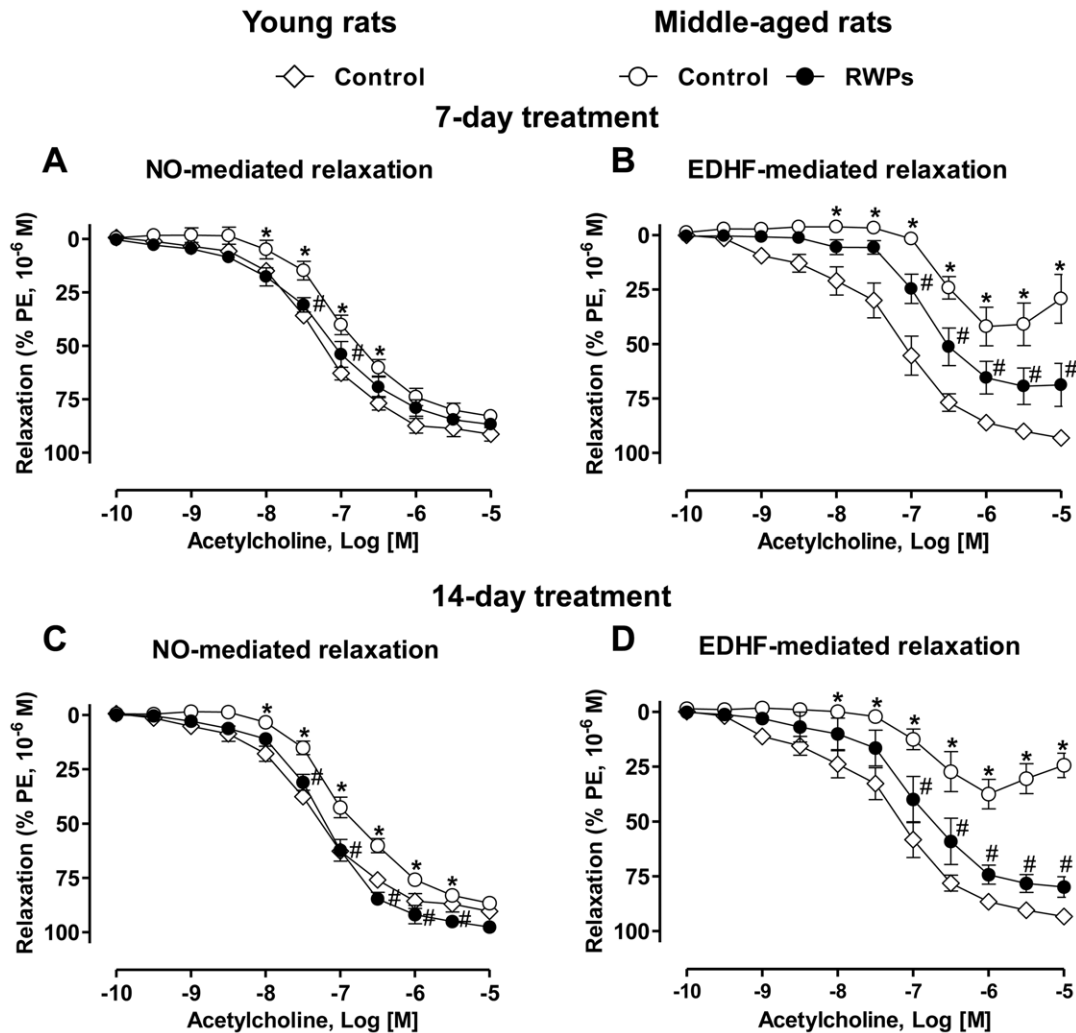 Young rats Middle-aged rats
Control Control RWPs
7-day treatment
A B
NO-mediated relaxation EDHF-mediated relaxation
Relaxation (% PE, 10⁻⁶ M)
0
25
50
75
100
* * * *
# #
-10 -9 -8 -7 -6 -5
Acetylcholine, Log [M]
Relaxation (% PE, 10⁻⁶ M)
0
25
50
75
100
* * * * * * *
# # # # #
-10 -9 -8 -7 -6 -5
Acetylcholine, Log [M]
14-day treatment
C D
NO-mediated relaxation EDHF-mediated relaxation
Relaxation (% PE, 10⁻⁶ M)
0
25
50
75
100
* * * * * *
# # # # #
-10 -9 -8 -7 -6 -5
Acetylcholine, Log [M]
Relaxation (% PE, 10⁻⁶ M)
0
25
50
75
100
* * * * * * *
# # # # #
-10 -9 -8 -7 -6 -5
Acetylcholine, Log [M]